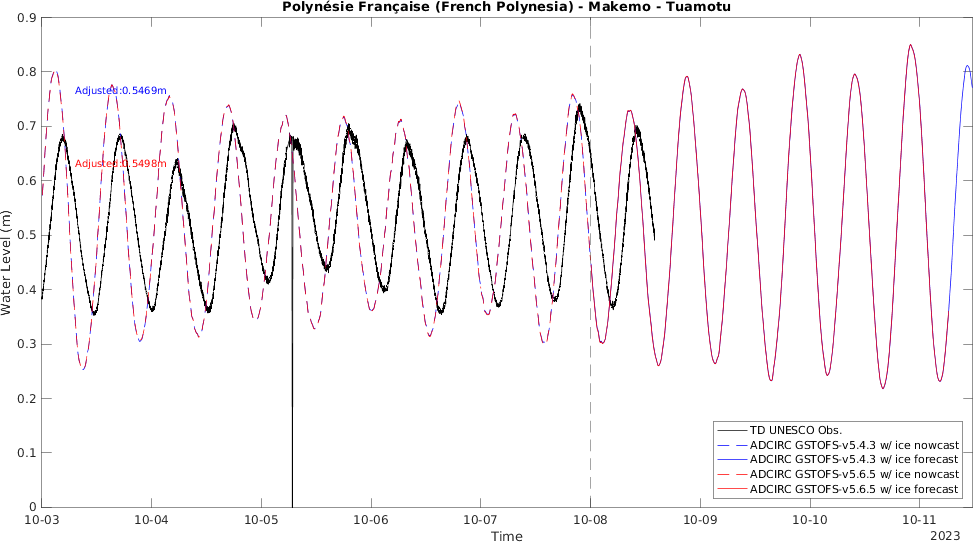 Polynésie Française (French Polynesia) - Makemo - Tuamotu
0.9
0.8
0.7
0.6
0.5
0.4
0.3
0.2
0.1
0
Water Level (m)
Adjusted:0.5469m
Adjusted:0.5498m
TD UNESCO Obs.
ADCIRC GSTOFS-v5.4.3 w/ ice nowcast
ADCIRC GSTOFS-v5.4.3 w/ ice forecast
ADCIRC GSTOFS-v5.6.5 w/ ice nowcast
ADCIRC GSTOFS-v5.6.5 w/ ice forecast
10-03 10-04 10-05 10-06 10-07 10-08 10-09 10-10 10-11
Time
2023